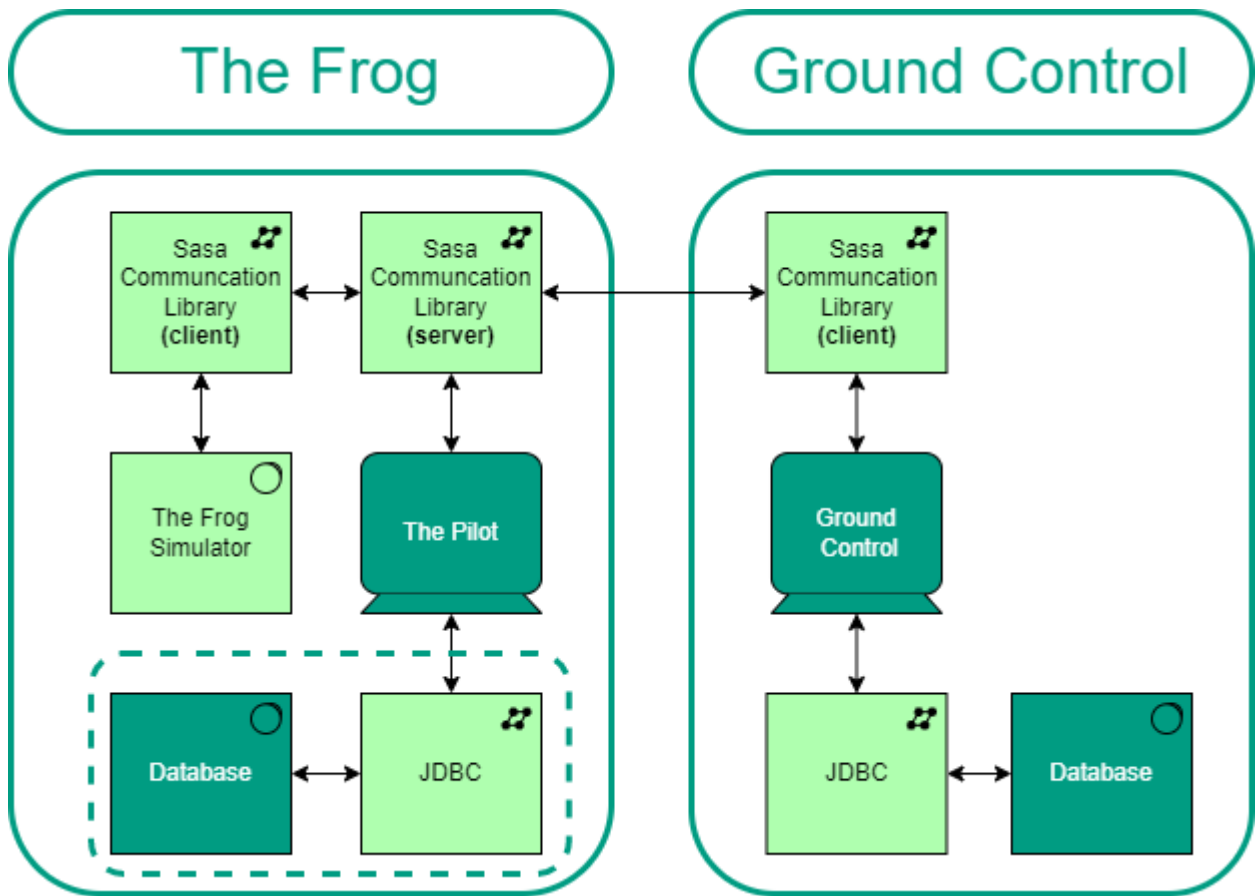 The Frog
Ground Control
Sasa
Communcation
Library
(client)
Sasa
Communcation
Library
(server)
Sasa
Communcation
Library
(client)
The Frog
Simulator
The Pilot
Ground
Control
Database
JDBC
JDBC
Database